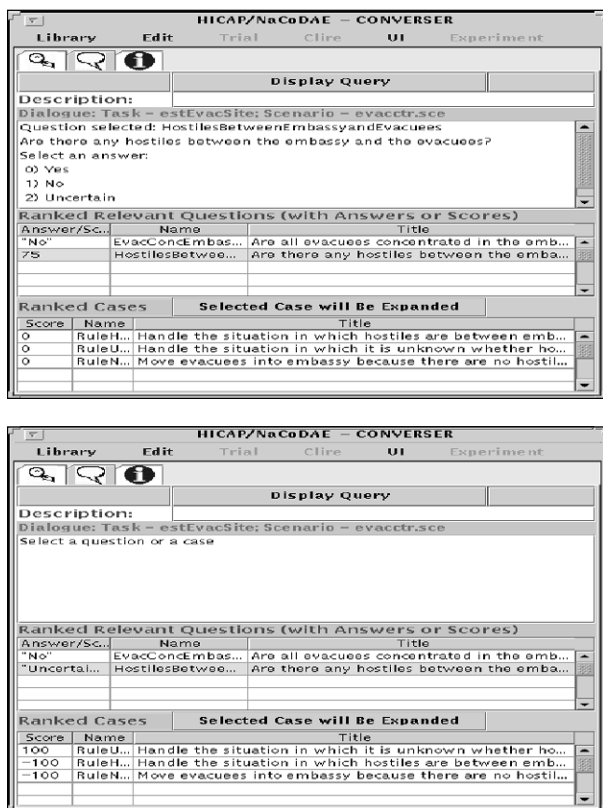 HICAP/NaCoDAE – CONVERSER
Library Edit Trial Clire UI Experiment
Display Query
Description:
Dialogue: Task – estEvacSite; Scenario – evacctr.sce
Question selected: HostilesBetweenEmbassyandEvacuees
Are there any hostiles between the embassy and the evacuees?
Select an answer:
0) Yes
1) No
2) Uncertain
Ranked Relevant Questions (with Answers or Scores)
Answer/Sc... Name Title
"No" EvacConcEmbas... Are all evacuees concentrated in the emb...
75 HostilesBetwee... Are there any hostiles between the emba...
Ranked Cases Selected Case will Be Expanded
Score Name Title
0 RuleH... Handle the situation in which hostiles are between emb...
0 RuleU... Handle the situation in which it is unknown whether ho...
0 RuleN... Move evacuees into embassy because there are no hostil...
HICAP/NaCoDAE – CONVERSER
Library Edit Trial Clire UI Experiment
Display Query
Description:
Dialogue: Task – estEvacSite; Scenario – evacctr.sce
Select a question or a case
Ranked Relevant Questions (with Answers or Scores)
Answer/Sc... Name Title
"No" EvacConcEmbas... Are all evacuees concentrated in the emb...
"Uncertai... HostilesBetwee... Are there any hostiles between the emba...
Ranked Cases Selected Case will Be Expanded
Score Name Title
100 RuleU... Handle the situation in which it is unknown whether ho...
–100 RuleH... Handle the situation in which hostiles are between emb...
–100 RuleN... Move evacuees into embassy because there are no hostil...